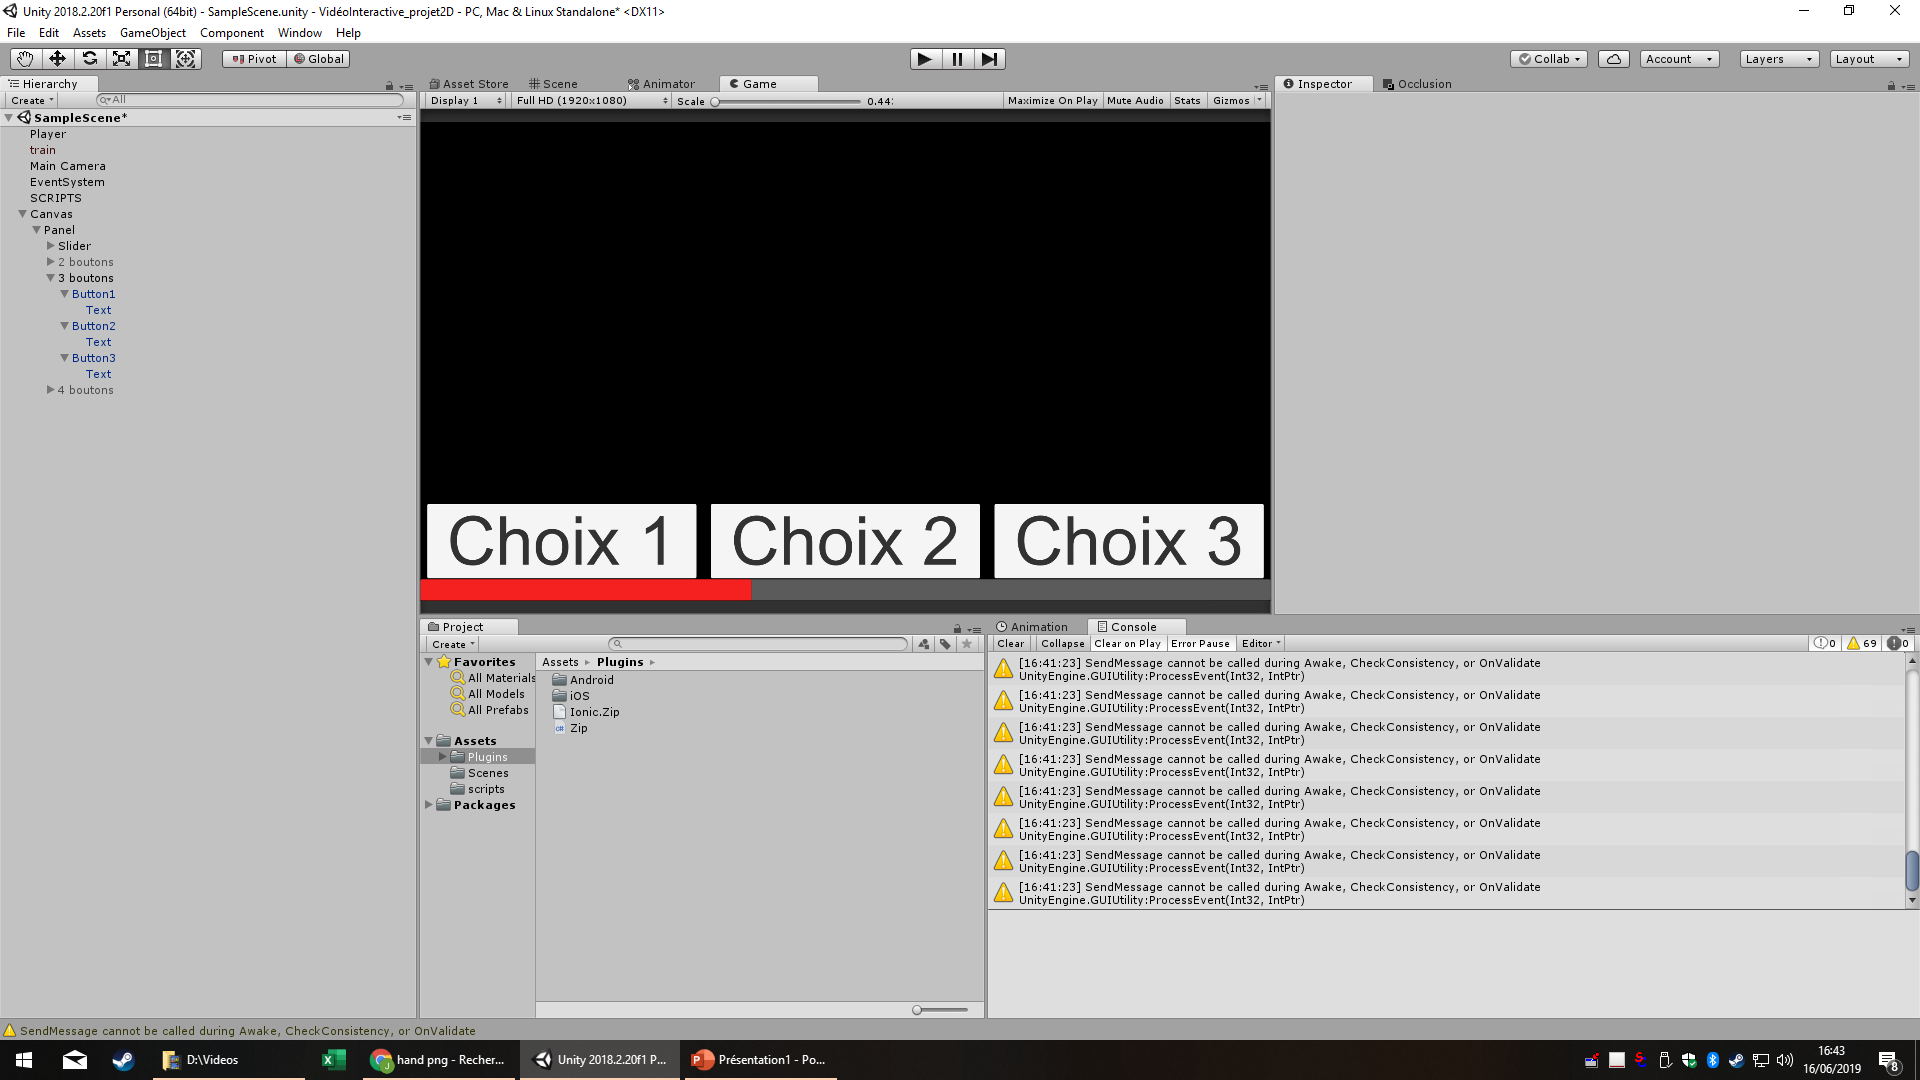 Unity 2018.2.20f1 Personal (64bit) - SampleScene.unity - VidéoInteractive_projet2D - PC, Mac & Linux Standalone* <DX11>
File Edit Assets GameObject Component Window Help
Pivot Global Collab Account Layers Layout
Hierarchy
Create All
SampleScene*
Player
train
Main Camera
EventSystem
SCRIPTS
Canvas
Panel
Slider
2 boutons
3 boutons
Button1
Text
Button2
Text
Button3
Text
4 boutons
Asset Store Scene Animator Game
Display 1 Full HD (1920x1080) Scale 0.44: Maximize On Play Mute Audio Stats Gizmos
Choix 1 Choix 2 Choix 3
Inspector Occlusion
Project
Create
Favorites
All Materials
All Models
All Prefabs
Assets
Plugins
Scenes
scripts
Packages
Assets Plugins
Android
iOS
Ionic.Zip
Zip
Animation Console
Clear Collapse Clear on Play Error Pause Editor 0 69 0
[16:41:23] SendMessage cannot be called during Awake, CheckConsistency, or OnValidate
UnityEngine.GUIUtility:ProcessEvent(Int32, IntPtr)
[16:41:23] SendMessage cannot be called during Awake, CheckConsistency, or OnValidate
UnityEngine.GUIUtility:ProcessEvent(Int32, IntPtr)
[16:41:23] SendMessage cannot be called during Awake, CheckConsistency, or OnValidate
UnityEngine.GUIUtility:ProcessEvent(Int32, IntPtr)
[16:41:23] SendMessage cannot be called during Awake, CheckConsistency, or OnValidate
UnityEngine.GUIUtility:ProcessEvent(Int32, IntPtr)
[16:41:23] SendMessage cannot be called during Awake, CheckConsistency, or OnValidate
UnityEngine.GUIUtility:ProcessEvent(Int32, IntPtr)
[16:41:23] SendMessage cannot be called during Awake, CheckConsistency, or OnValidate
UnityEngine.GUIUtility:ProcessEvent(Int32, IntPtr)
[16:41:23] SendMessage cannot be called during Awake, CheckConsistency, or OnValidate
UnityEngine.GUIUtility:ProcessEvent(Int32, IntPtr)
[16:41:23] SendMessage cannot be called during Awake, CheckConsistency, or OnValidate
UnityEngine.GUIUtility:ProcessEvent(Int32, IntPtr)
SendMessage cannot be called during Awake, CheckConsistency, or OnValidate
D:\Videos hand png - Recher... Unity 2018.2.20f1 P... Présentation1 - Po...
16:43
16/06/2019
8